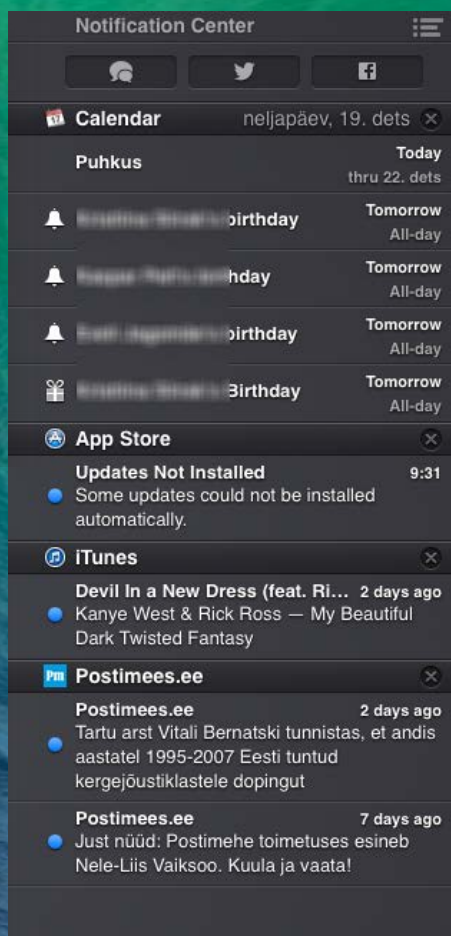 Notification Center
Calendar neljapäev, 19. dets
Puhkus Today
thru 22. dets
birthday Tomorrow
All-day
hday Tomorrow
All-day
birthday Tomorrow
All-day
Birthday Tomorrow
All-day
App Store
Updates Not Installed 9:31
Some updates could not be installed
automatically.
iTunes
Devil In a New Dress (feat. Ri... 2 days ago
Kanye West & Rick Ross — My Beautiful
Dark Twisted Fantasy
Pm Postimees.ee
Postimees.ee 2 days ago
Tartu arst Vitali Bernatski tunnistas, et andis
aastatel 1995-2007 Eesti tuntud
kergejõustiklastele dopingut
Postimees.ee 7 days ago
Just nüüd: Postimehe toimetuses esineb
Nele-Liis Vaiksoo. Kuula ja vaata!